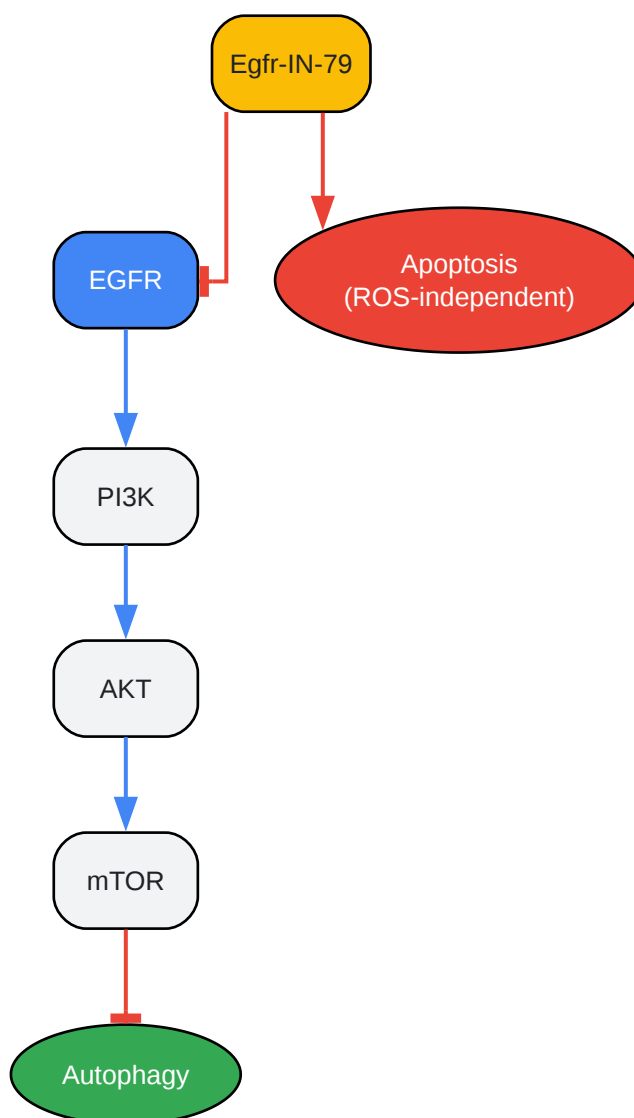 Egfr-IN-79
EGFR
Apoptosis
(ROS-independent)
PI3K
AKT
mTOR
Autophagy